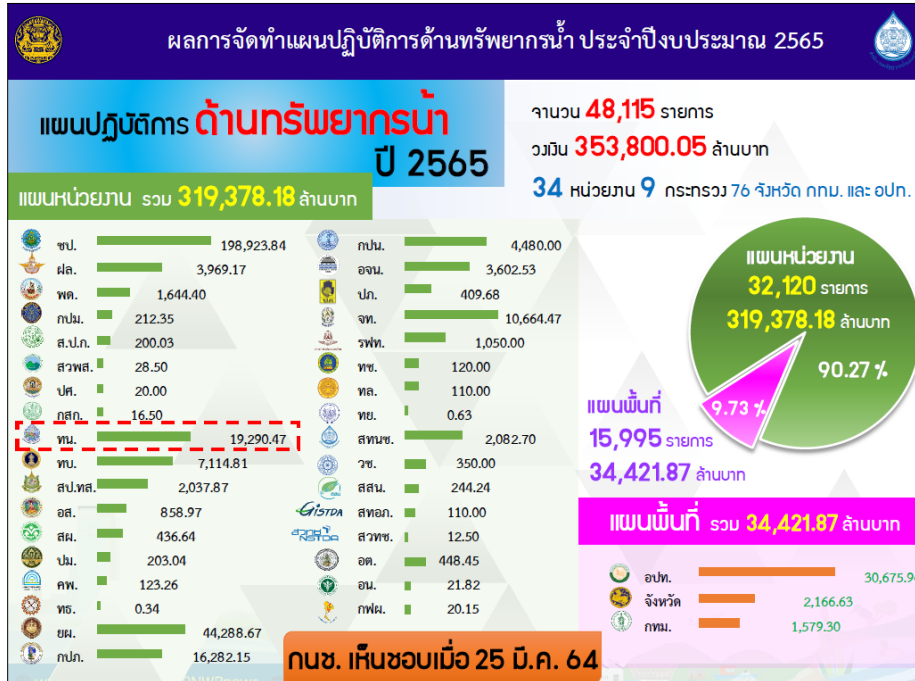 ผลการจัดทำแผนปฏิบัติการด้านทรัพยากรน้ำ ประจำปีงบประมาณ 2565
แผนปฏิบัติการ ด้านทรัพยากรน้ำ
ปี 2565
จำนวน 48,115 รายการ
วงเงิน 353,800.05 ล้านบาท
34 หน่วยงาน 9 กระทรวง 76 จังหวัด กทม. และ อปท.
แผนหน่วยงาน รวม 319,378.18 ล้านบาท
ชป. 198,923.84
ฝล. 3,969.17
พด. 1,644.40
กปม. 212.35
ส.ป.ก. 200.03
สวพส. 28.50
ปศ. 20.00
กสก. 16.50
ทน. 19,290.47
ทบ. 7,114.81
สป.ทส. 2,037.87
อส. 858.97
สผ. 436.64
ปม. 203.04
คพ. 123.26
ทธ. 0.34
ยผ. 44,288.67
กปภ. 16,282.15
กปน. 4,480.00
อจน. 3,602.53
ปภ. 409.68
จท. 10,664.47
รฟท. 1,050.00
ทช. 120.00
ทล. 110.00
ทย. 0.63
สทนช. 2,082.70
วช. 350.00
สสน. 244.24
GISTDA สทอภ. 110.00
สวทช NSTDA สวทช. 12.50
อต. 448.45
อน. 21.82
กฟผ. 20.15
แผนหน่วยงาน
32,120 รายการ
319,378.18 ล้านบาท
90.27 %
9.73 %
แผนพื้นที่
15,995 รายการ
34,421.87 ล้านบาท
แผนพื้นที่ รวม 34,421.87 ล้านบาท
อปท.
จังหวัด 2,166.63
กทม. 1,579.30
กนช. เห็นชอบเมื่อ 25 มี.ค. 64